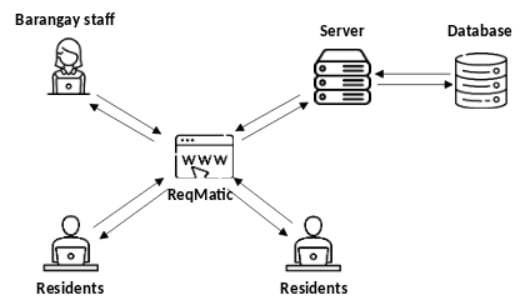 Barangay staff
Server
Database
WWW
ReqMatic
Residents
Residents